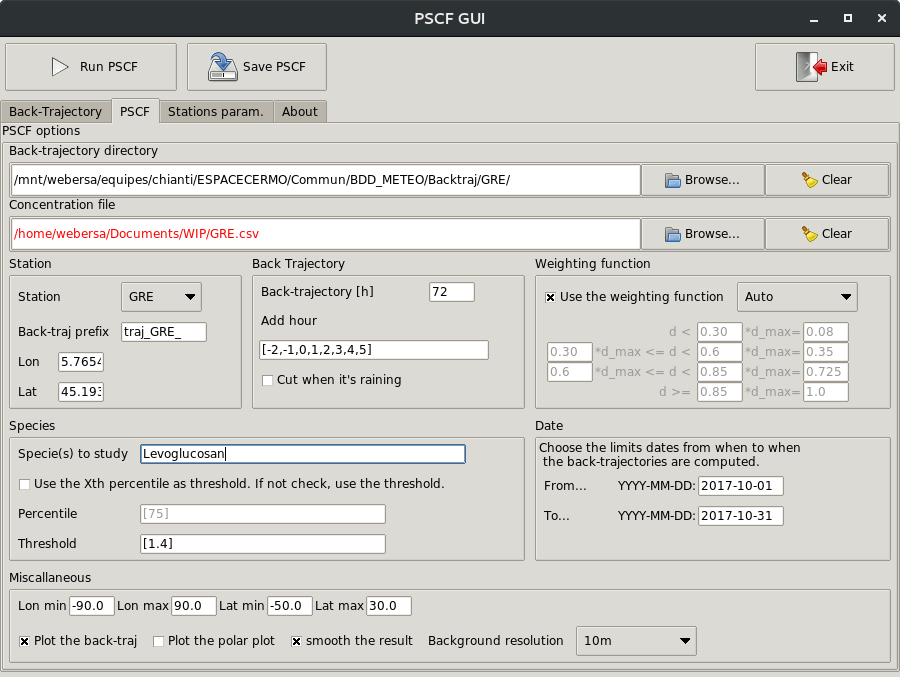 PSCF GUI
Run PSCF
Save PSCF
Exit
Back-Trajectory
PSCF
Stations param.
About
PSCF options
Back-trajectory directory
/mnt/webersa/equipes/chianti/ESPACECERMO/Commun/BDD_METEO/Backtraj/GRE/
Browse...
Clear
Concentration file
/home/webersa/Documents/WIP/GRE.csv
Browse...
Clear
Station
Station
GRE
Back-traj prefix
traj_GRE_
Lon
5.7654
Lat
45.193
Back Trajectory
Back-trajectory [h]
72
Add hour
[-2,-1,0,1,2,3,4,5]
Cut when it's raining
Weighting function
Use the weighting function
Auto
d < 0.30 *d_max= 0.08
0.30 *d_max <= d < 0.6 *d_max= 0.35
0.6 *d_max <= d < 0.85 *d_max= 0.725
d >= 0.85 *d_max= 1.0
Species
Specie(s) to study
Levoglucosan
Use the Xth percentile as threshold. If not check, use the threshold.
Percentile
[75]
Threshold
[1.4]
Date
Choose the limits dates from when to when
the back-trajectories are computed.
From... YYYY-MM-DD: 2017-10-01
To... YYYY-MM-DD: 2017-10-31
Miscallaneous
Lon min -90.0 Lon max 90.0 Lat min -50.0 Lat max 30.0
Plot the back-traj
Plot the polar plot
smooth the result
Background resolution
10m